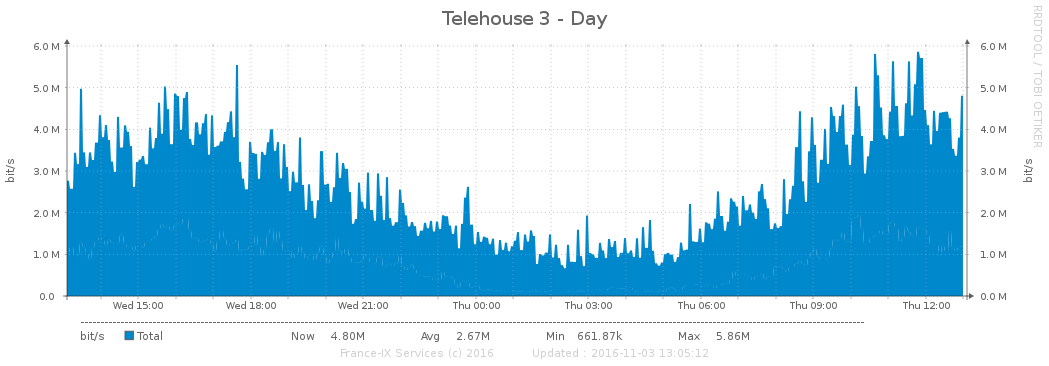 Telehouse 3 - Day
RRDTOOL / TOBI OETIKER
6.0 M 6.0 M
5.0 M 5.0 M
4.0 M 4.0 M
3.0 M 3.0 M
2.0 M 2.0 M
1.0 M 1.0 M
0.0 0.0 M
bit/s bit/s
Wed 15:00 Wed 18:00 Wed 21:00 Thu 00:00 Thu 03:00 Thu 06:00 Thu 09:00 Thu 12:00
bit/s Total Now 4.80M Avg 2.67M Min 661.87k Max 5.86M
France-IX Services (c) 2016 Updated : 2016-11-03 13:05:12